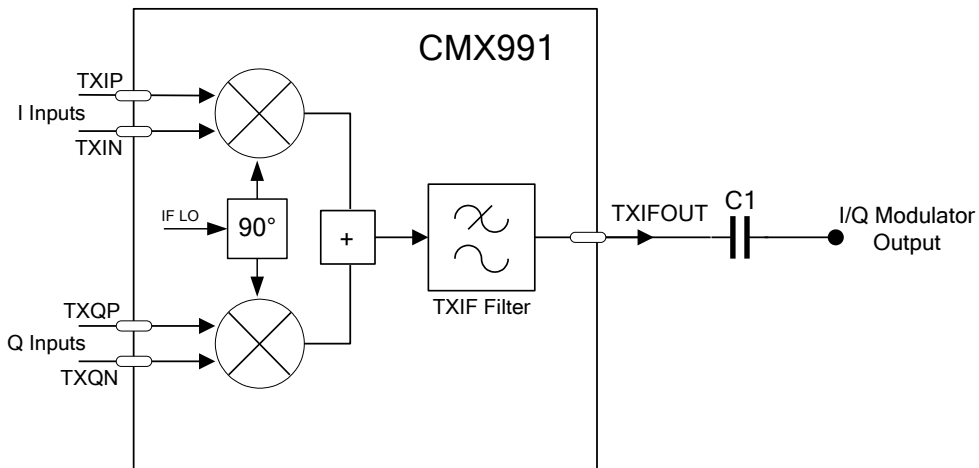 CMX991
TXIP
I Inputs
TXIN
IF LO
90°
+
TXQP
Q Inputs
TXQN
TXIF Filter
TXIFOUT
C1
I/Q Modulator
Output